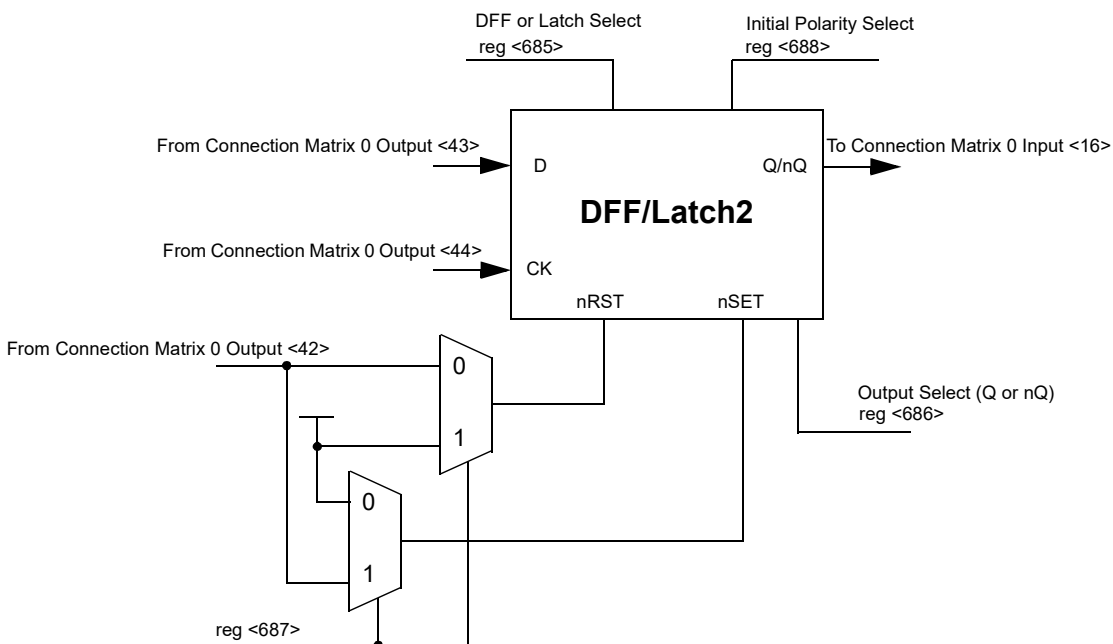 DFF or Latch Select
reg <685>
Initial Polarity Select
reg <688>
From Connection Matrix 0 Output <43>
D
Q/nQ
To Connection Matrix 0 Input <16>
DFF/Latch2
From Connection Matrix 0 Output <44>
CK
nRST
nSET
From Connection Matrix 0 Output <42>
0
1
Output Select (Q or nQ)
reg <686>
0
1
reg <687>